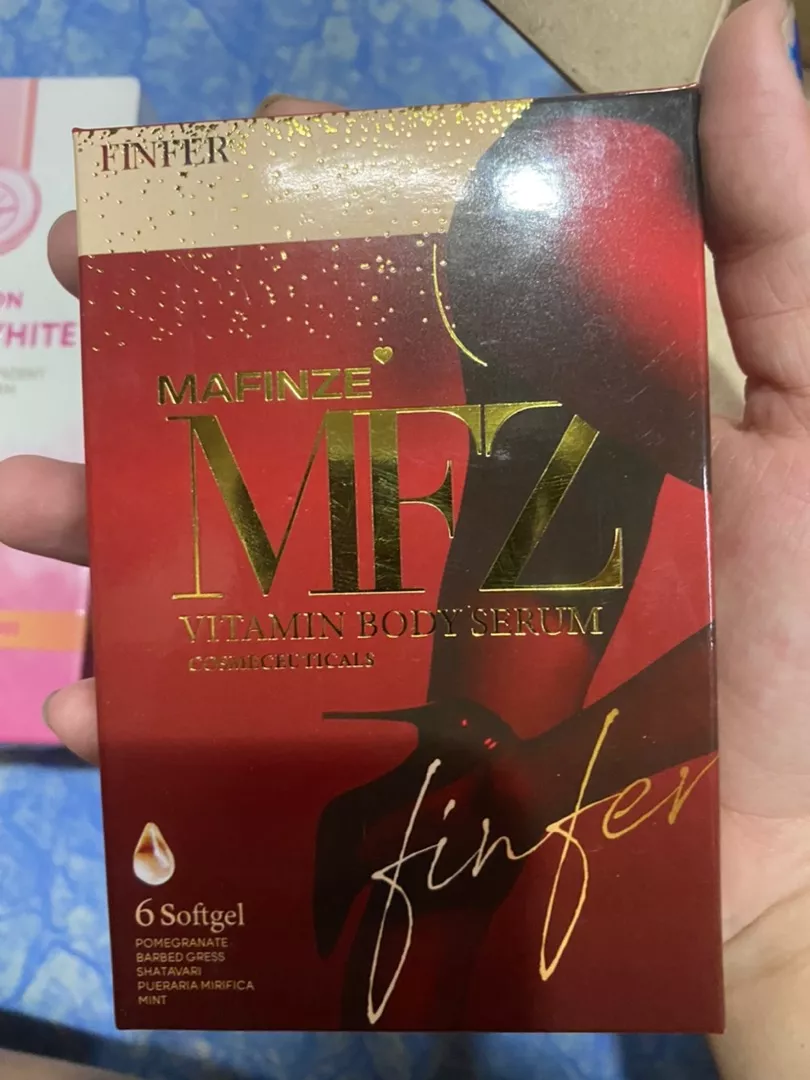 FINFER
MAFINZE
MFZ
VITAMIN BODY SERUM
COSMECEUTICALS
finfer
6 Softgel
POMEGRANATE
BARBED GRESS
SHATAVARI
PUERARIA MIRIFICA
MINT
ON
WHITE